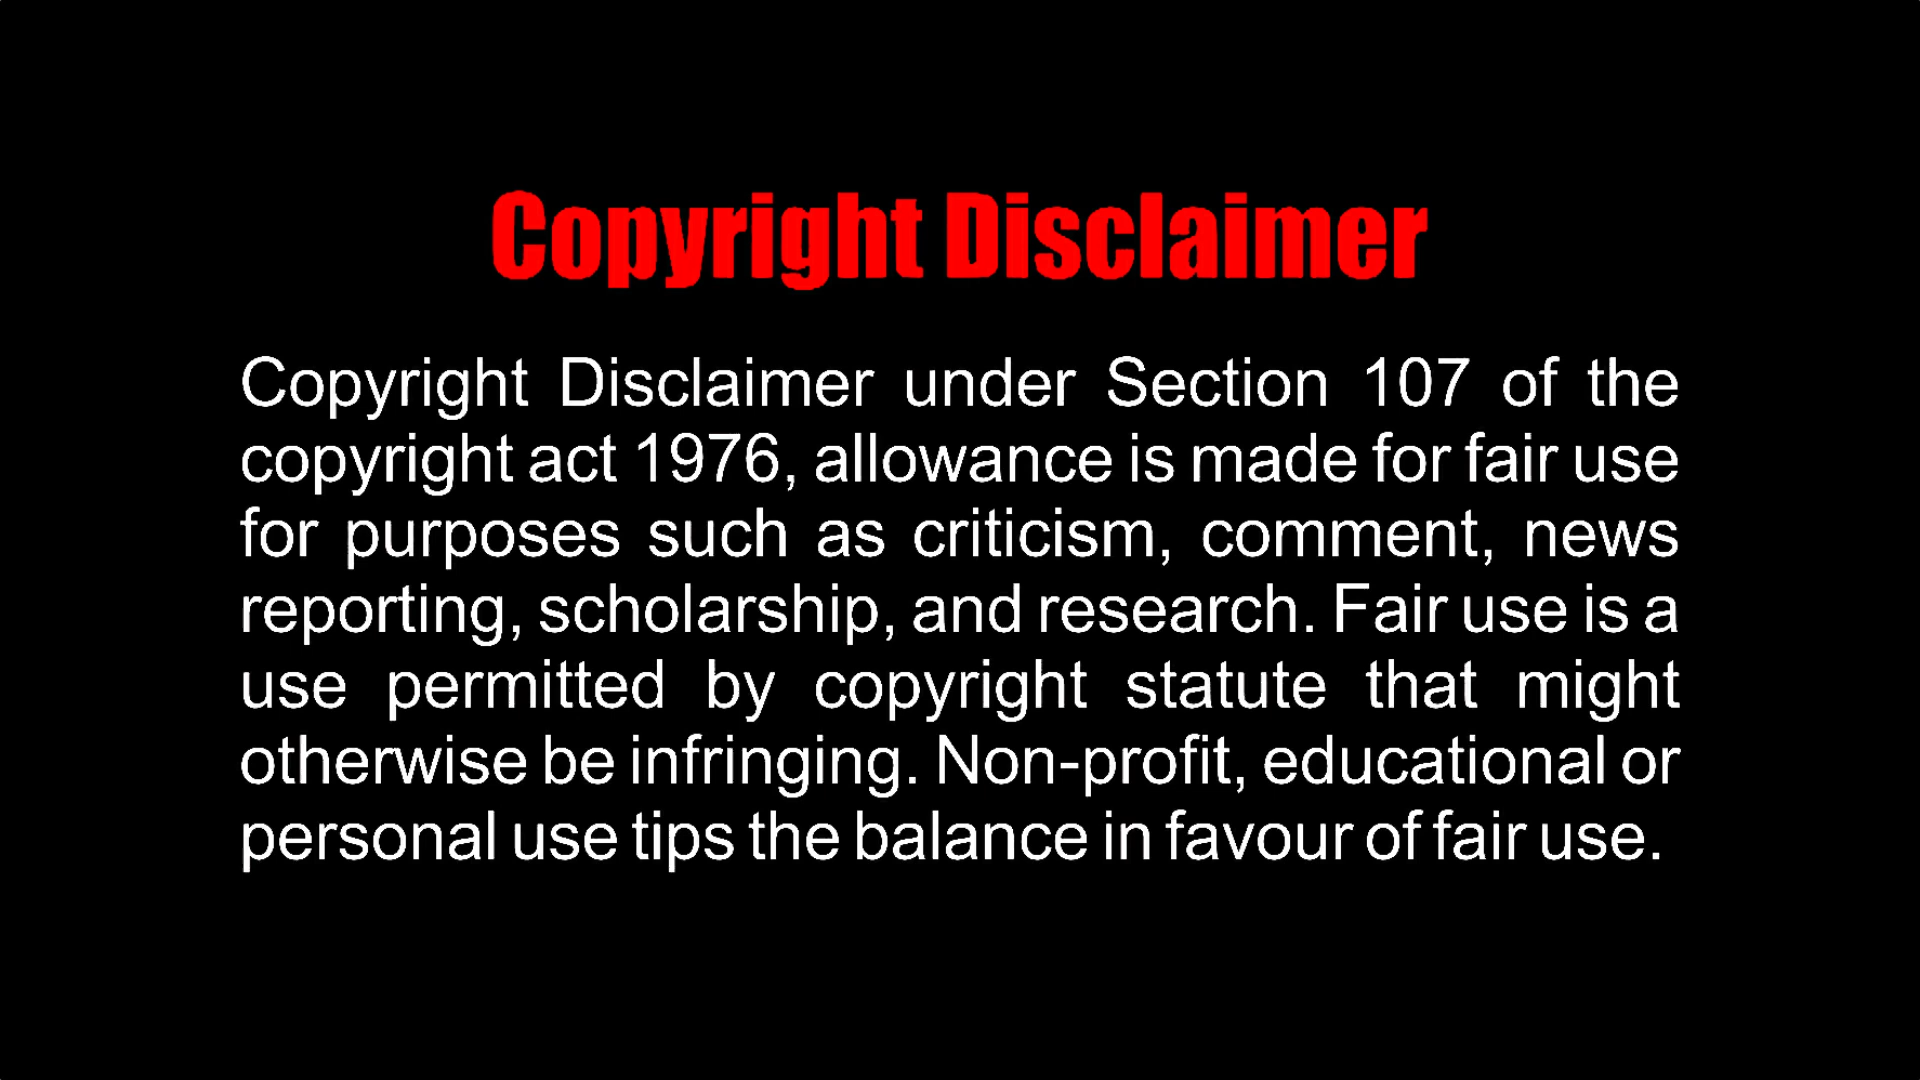 Copyright Disclaimer
Copyright Disclaimer under Section 107 of the
copyright act 1976, allowance is made for fair use
for purposes such as criticism, comment, news
reporting, scholarship, and research. Fair use is a
use permitted by copyright statute that might
otherwise be infringing. Non-profit, educational or
personal use tips the balance in favour of fair use.